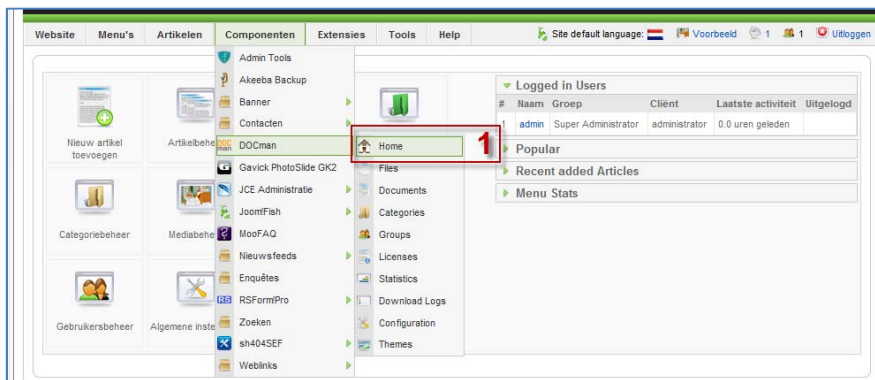 Website Menu's Artikelen Componenten Extensies Tools Help Site default language: Voorbeeld 1 1 Uitloggen
Admin Tools
Akeeba Backup
Banner
Contacten
DOCman
Gavick PhotoSlide GK2
JCE Administratie
Joom!Fish
MooFAQ
Nieuwsfeeds
Enquêtes
RSForm!Pro
Zoeken
sh404SEF
Weblinks
Home 1
Files
Documents
Categories
Groups
Licenses
Statistics
Download Logs
Configuration
Themes
Nieuw artikel
toevoegen
Artikelbehe
Categoriebeheer
Mediabehe
Gebruikersbeheer
Algemene inste
Logged in Users
# Naam Groep Cliënt Laatste activiteit Uitgelogd
1 admin Super Administrator administrator 0.0 uren geleden
Popular
Recent added Articles
Menu Stats